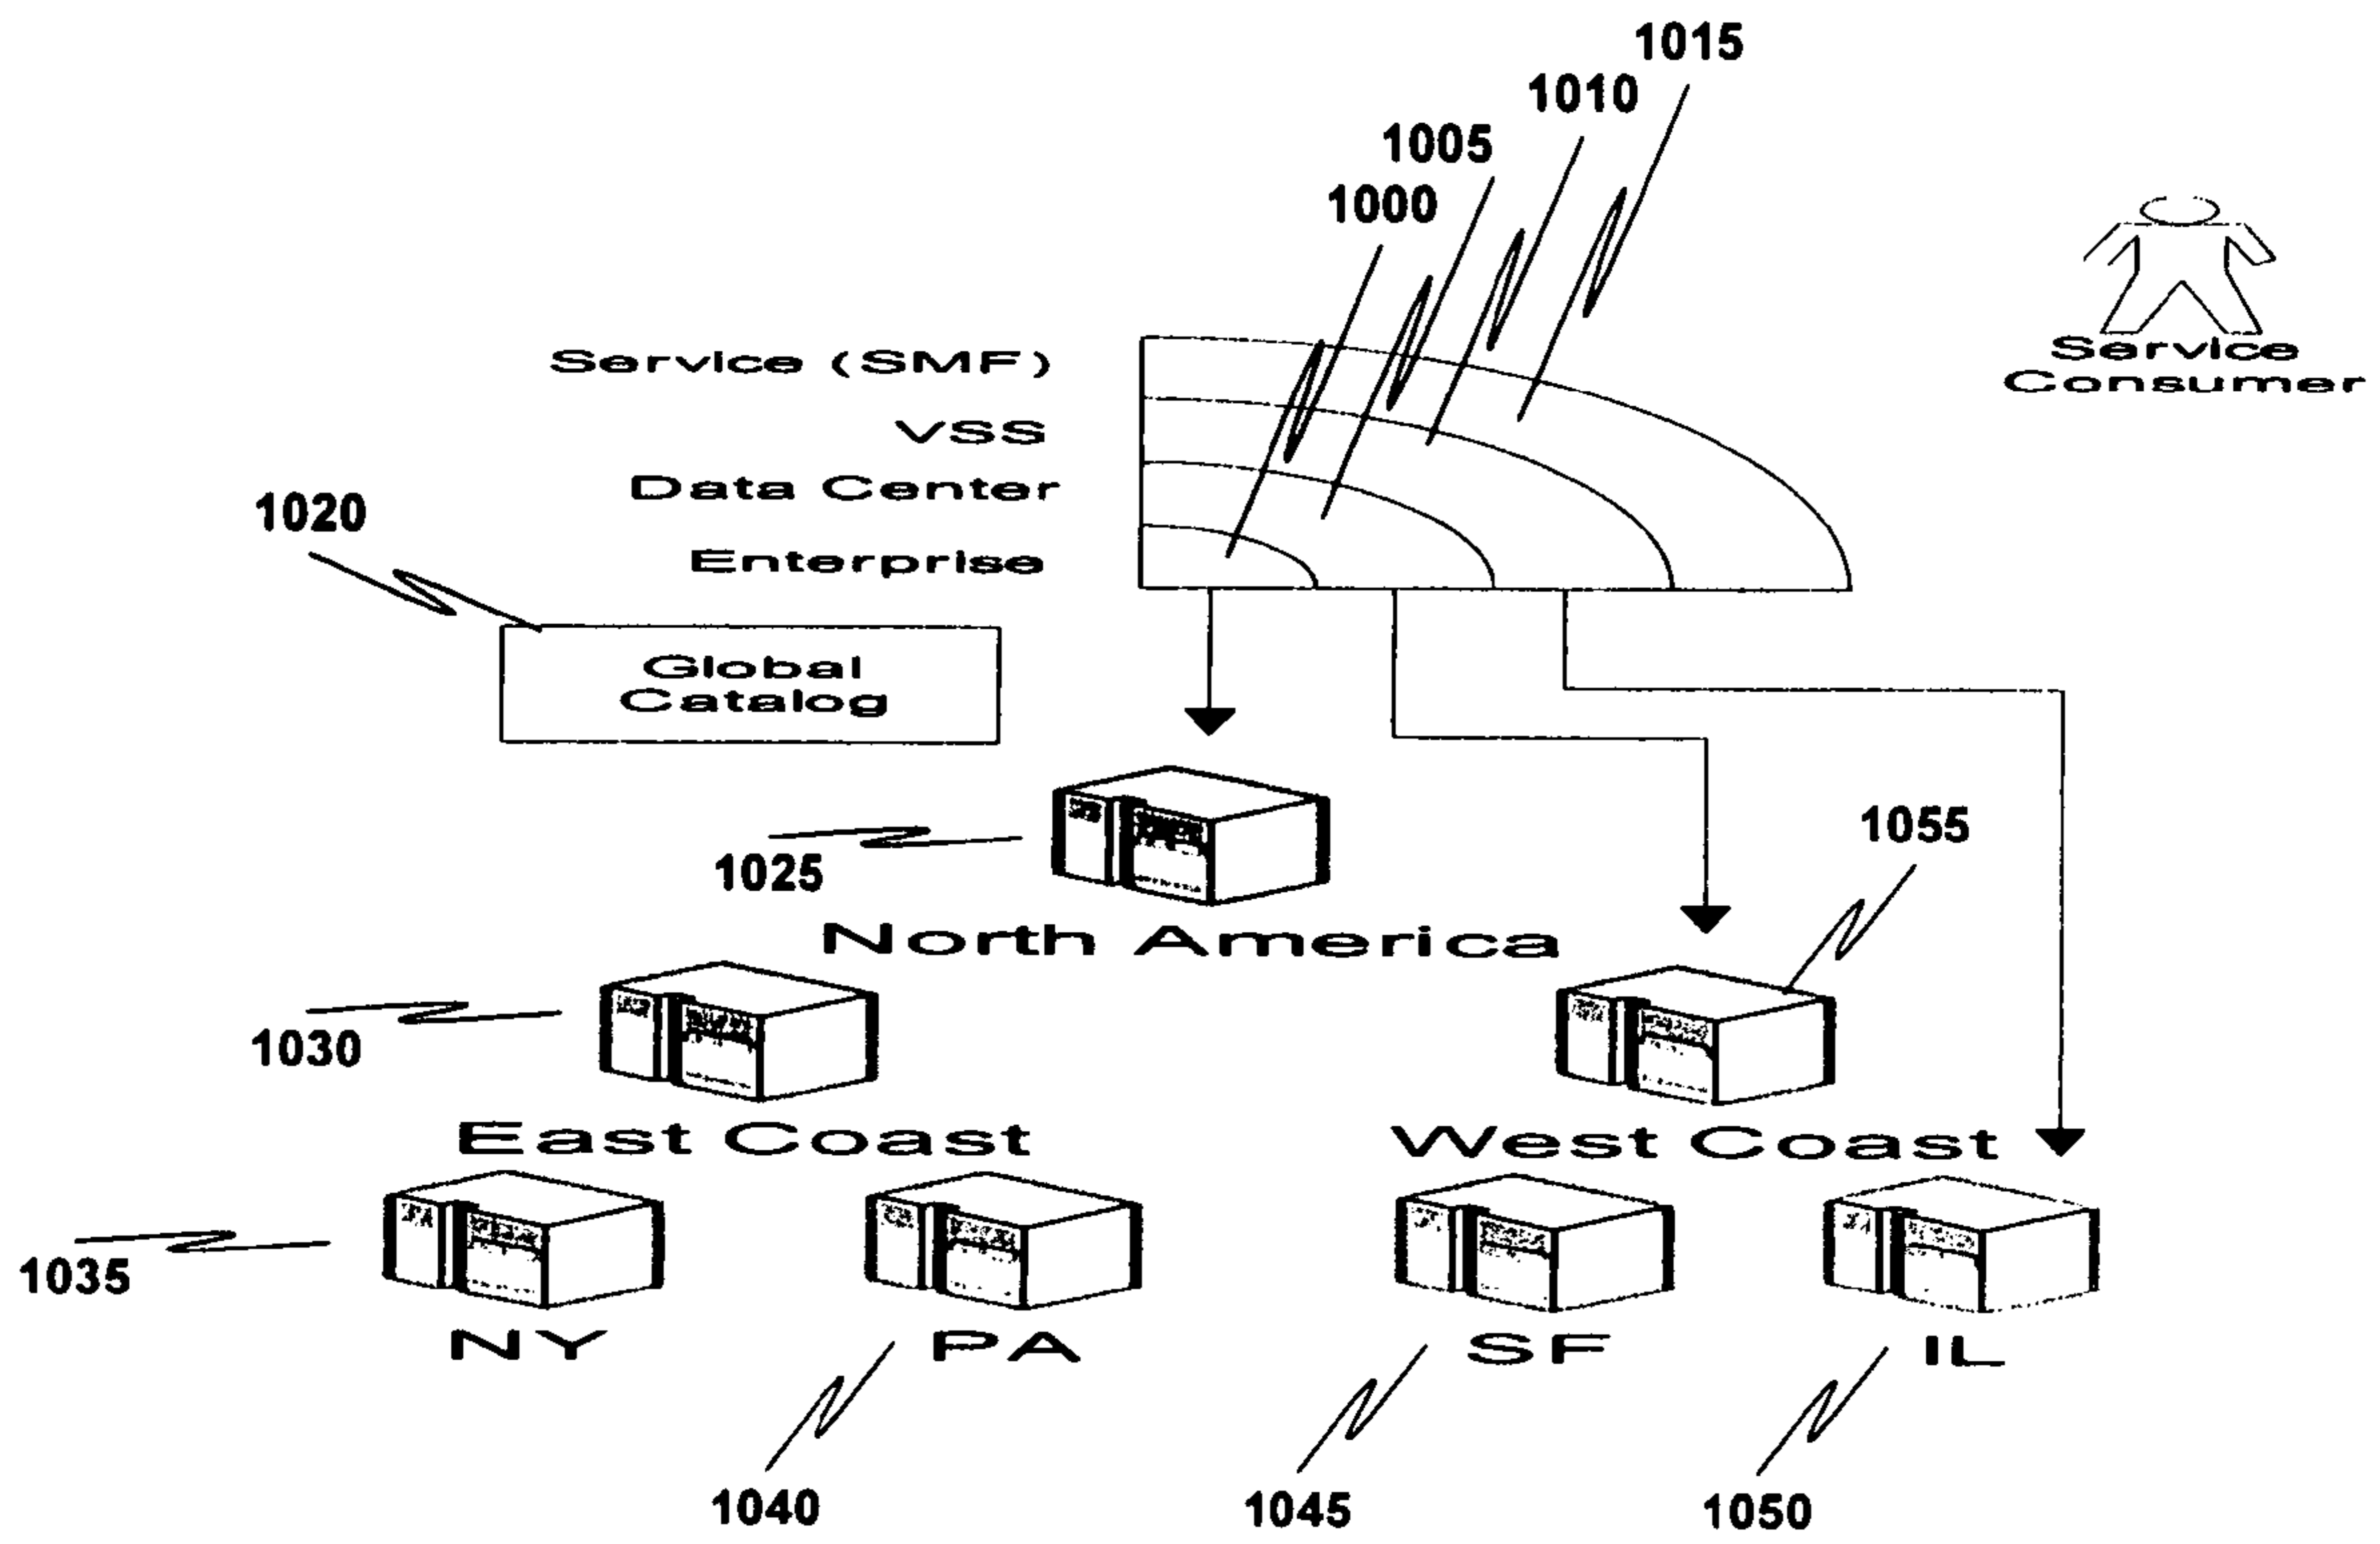 1015
1010
1005
1000
Service (SMF)
VSS
Data Center
Enterprise
Service
Consumer
1020
Global
Catalog
1025
North America
1055
1030
East Coast
West Coast
1035
NY
PA
SF
IL
1040
1045
1050